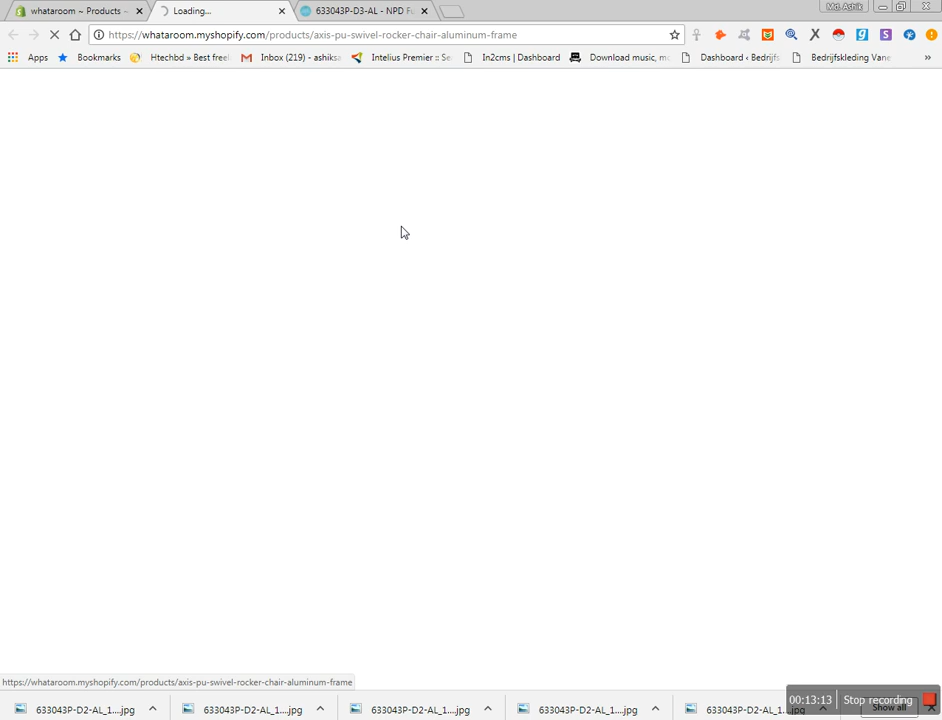 whataroom ~ Products ~
Loading...
633043P-D3-AL - NPD Fu
Md. Ashik
https://whataroom.myshopify.com/products/axis-pu-swivel-rocker-chair-aluminum-frame
Apps
Bookmarks
Htechbd » Best free
Inbox (219) - ashiksa
Intelius Premier :: Se
In2cms | Dashboard
Download music, mo
Dashboard ‹ Bedrijfs
Bedrijfskleding Vane
»
https://whataroom.myshopify.com/products/axis-pu-swivel-rocker-chair-aluminum-frame
633043P-D2-AL_1....jpg
633043P-D2-AL_1....jpg
633043P-D2-AL_1....jpg
633043P-D2-AL_1....jpg
633043P-D2-AL_1....jpg
00:13:13
Stop recording
Show all